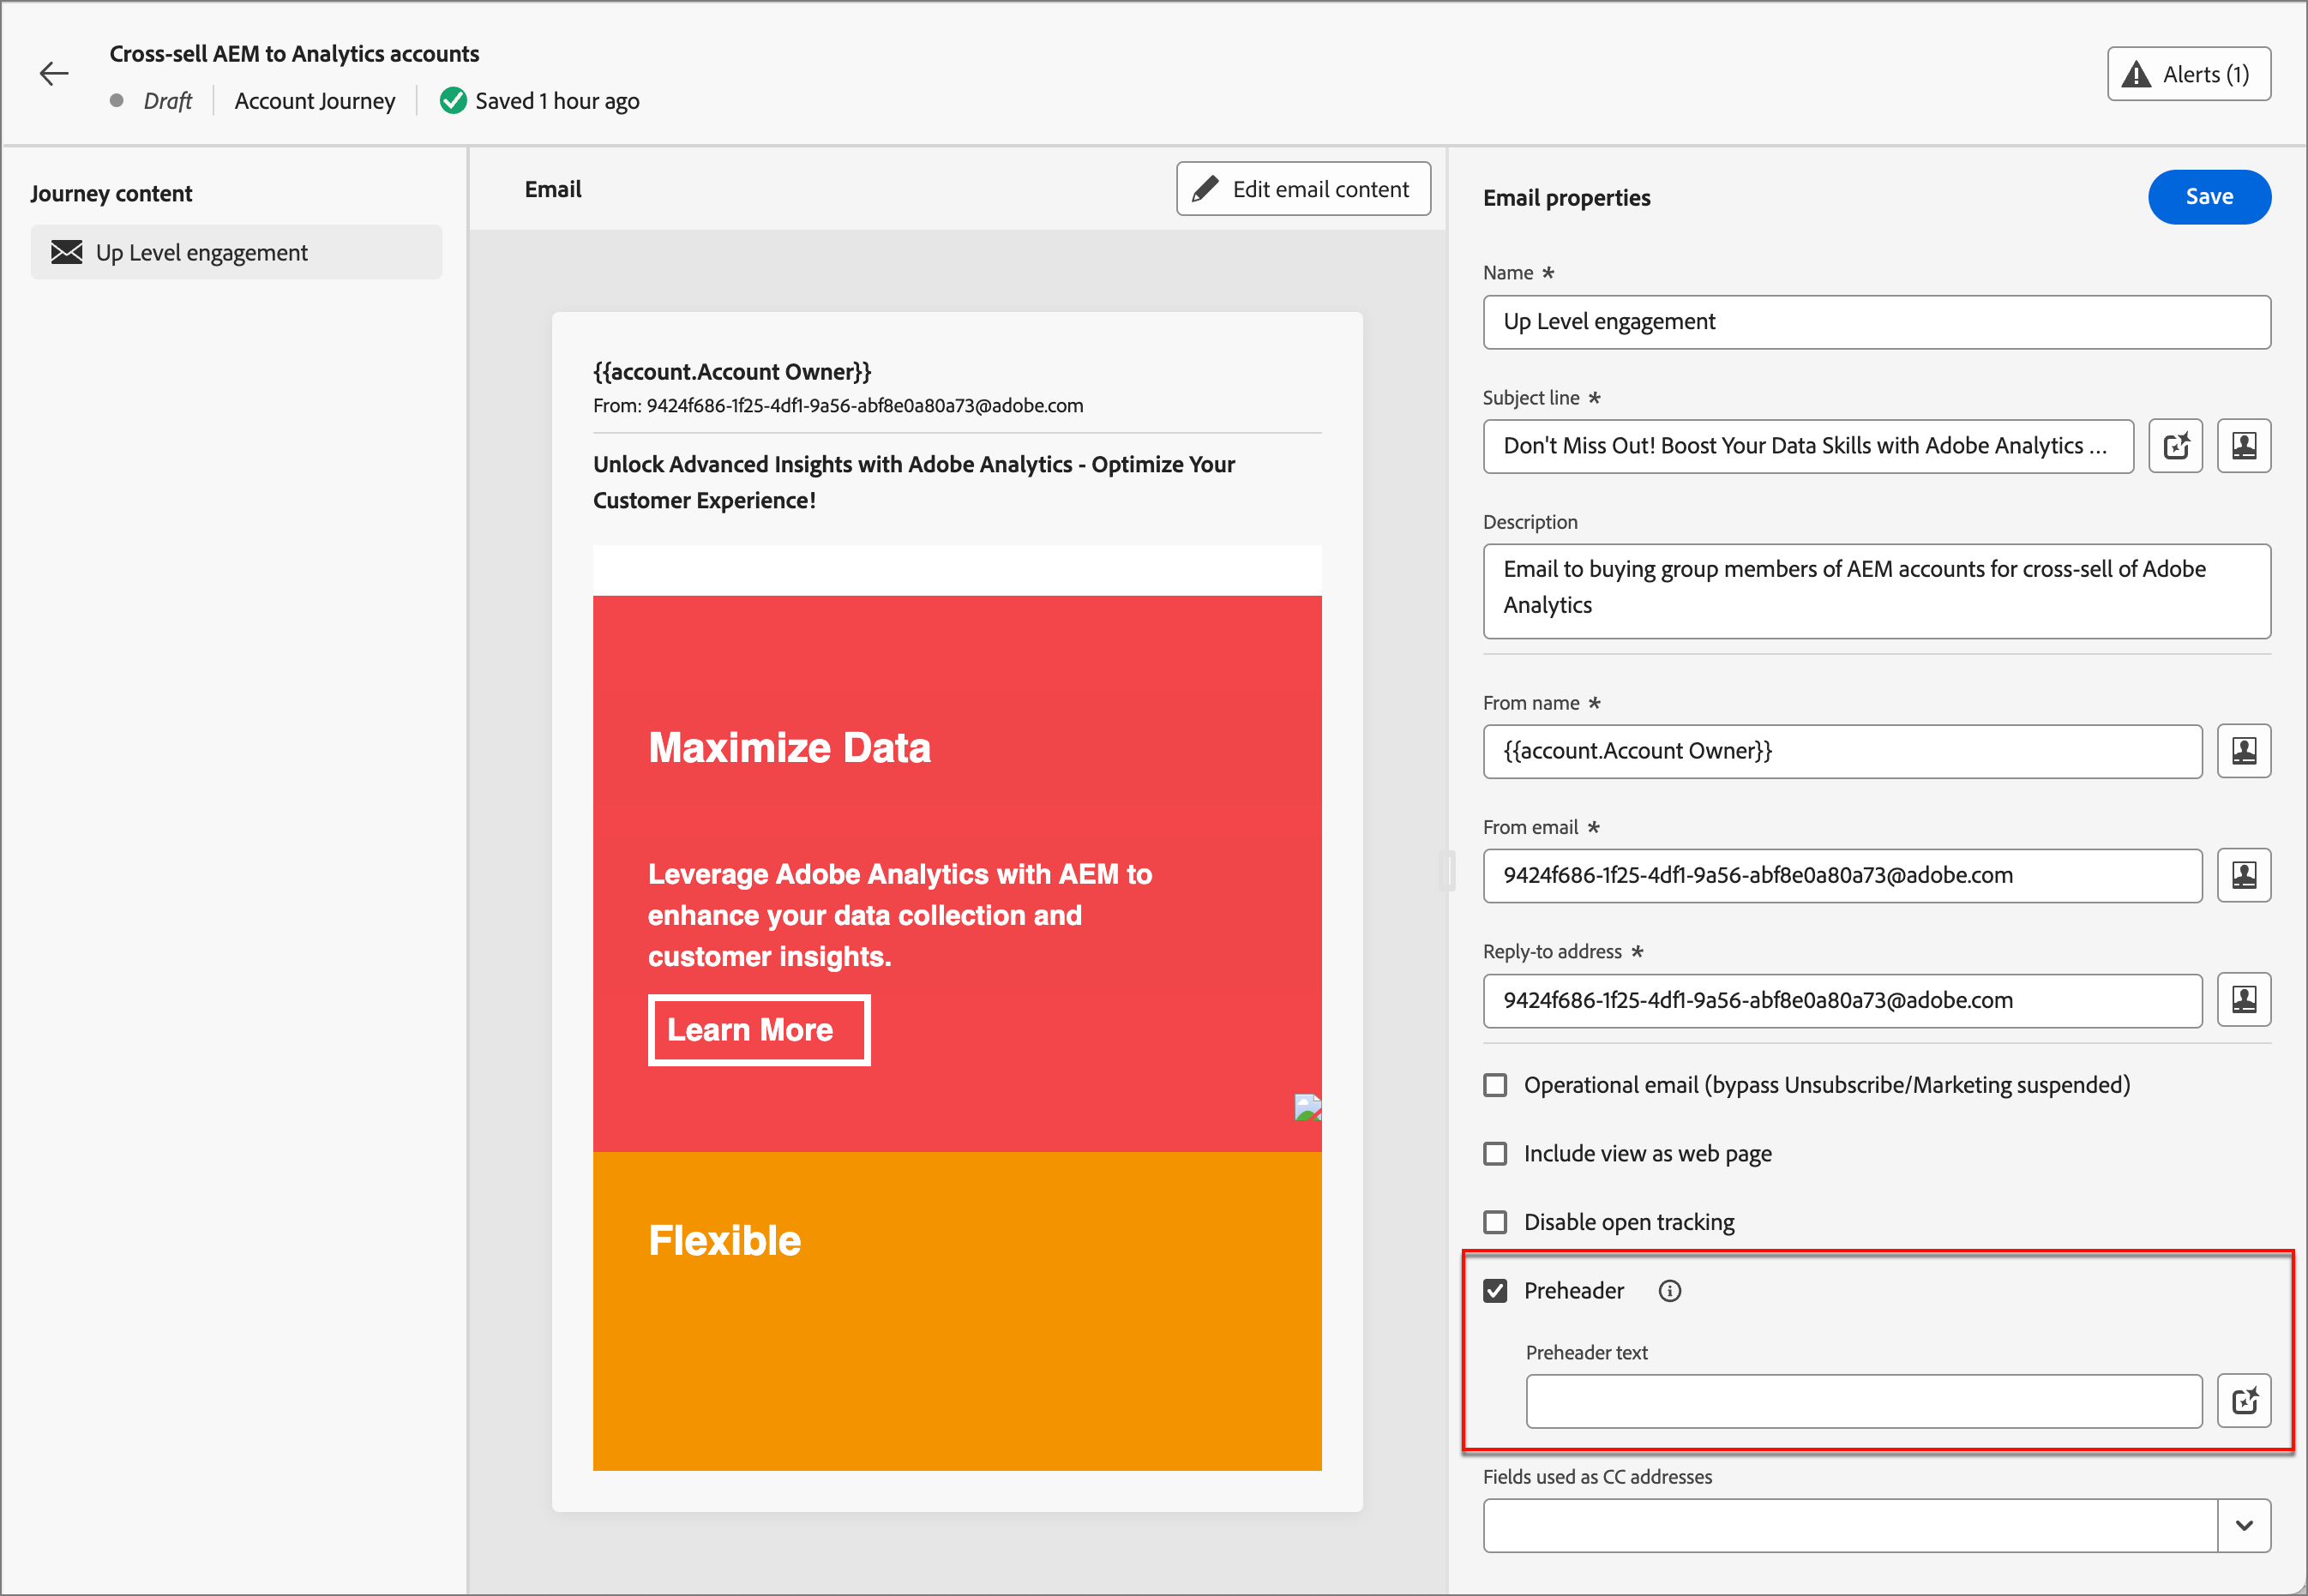 Cross-sell AEM to Analytics accounts
Draft
Account Journey
Saved 1 hour ago
Alerts (1)
Journey content
Up Level engagement
Email
Edit email content
{{account.Account Owner}}
From: 9424f686-1f25-4df1-9a56-abf8e0a80a73@adobe.com
Unlock Advanced Insights with Adobe Analytics - Optimize Your
Customer Experience!
Maximize Data
Leverage Adobe Analytics with AEM to
enhance your data collection and
customer insights.
Learn More
Flexible
Email properties
Save
Name *
Up Level engagement
Subject line *
Don't Miss Out! Boost Your Data Skills with Adobe Analytics ...
Description
Email to buying group members of AEM accounts for cross-sell of Adobe
Analytics
From name *
{{account.Account Owner}}
From email *
9424f686-1f25-4df1-9a56-abf8e0a80a73@adobe.com
Reply-to address *
9424f686-1f25-4df1-9a56-abf8e0a80a73@adobe.com
Operational email (bypass Unsubscribe/Marketing suspended)
Include view as web page
Disable open tracking
Preheader
Preheader text
Fields used as CC addresses